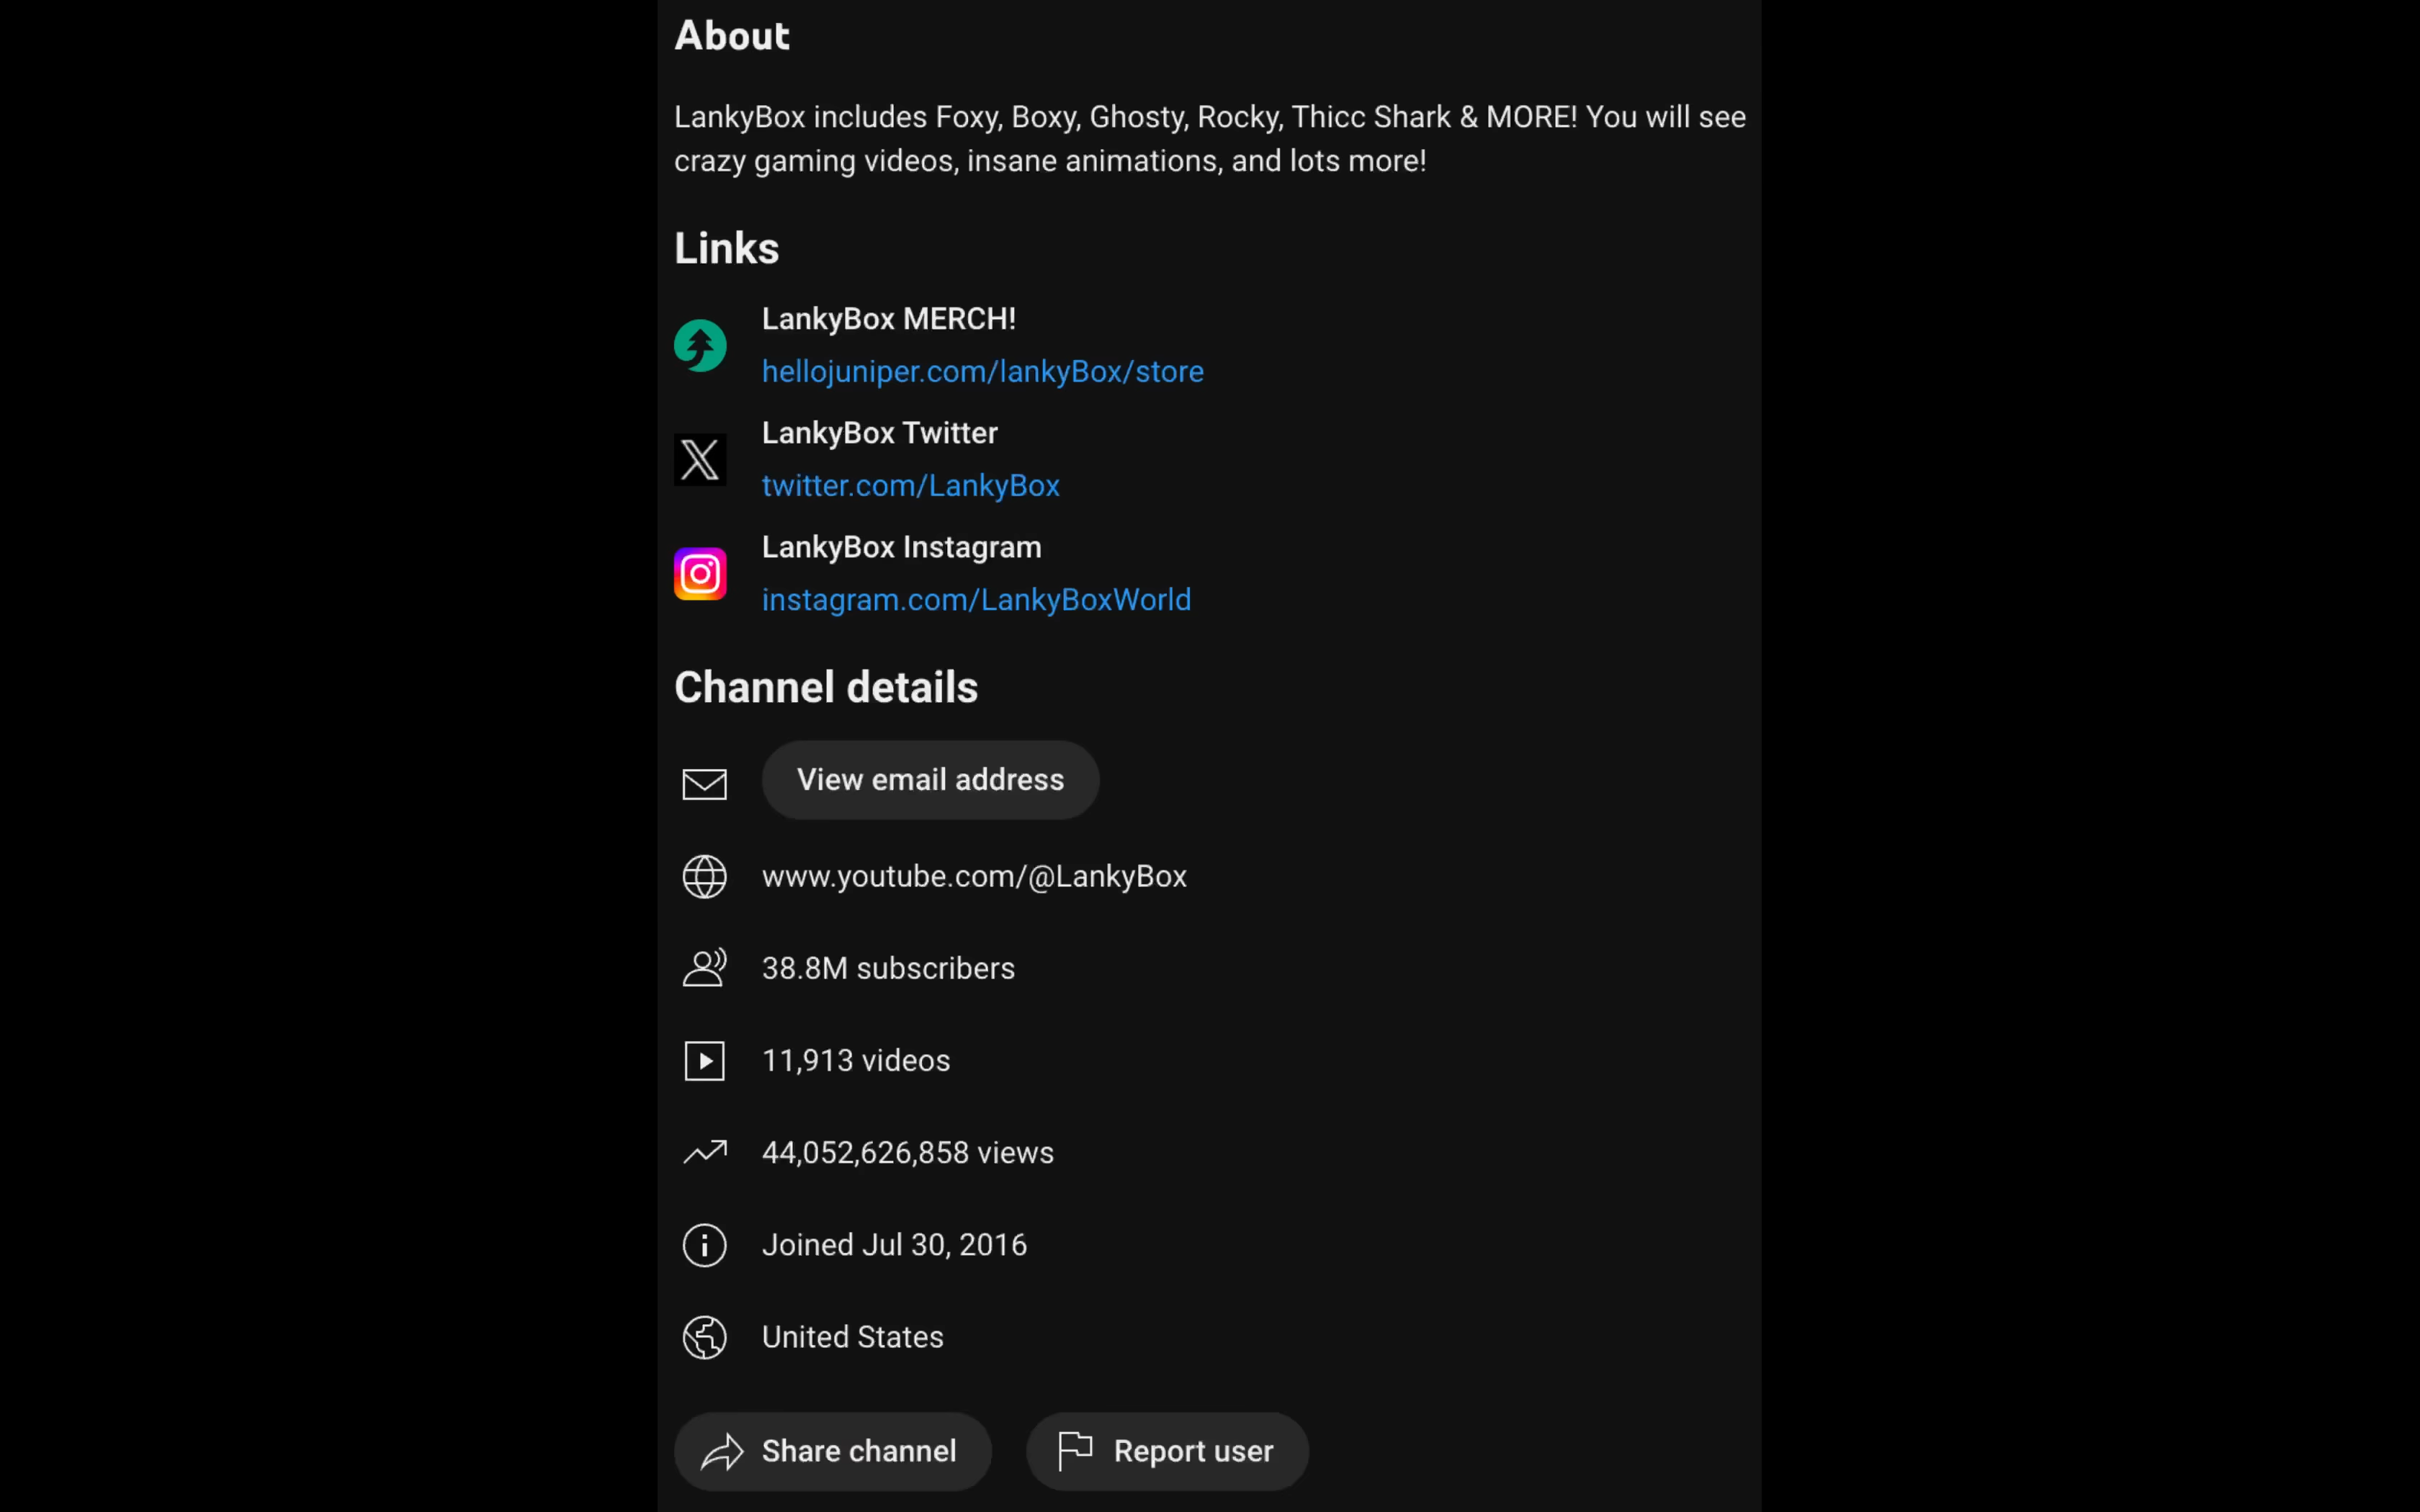 About
LankyBox includes Foxy, Boxy, Ghosty, Rocky, Thicc Shark & MORE! You will see
crazy gaming videos, insane animations, and lots more!
Links
LankyBox MERCH!
hellojuniper.com/lankyBox/store
LankyBox Twitter
twitter.com/LankyBox
LankyBox Instagram
instagram.com/LankyBoxWorld
Channel details
View email address
www.youtube.com/@LankyBox
38.8M subscribers
11,913 videos
44,052,626,858 views
Joined Jul 30, 2016
United States
Share channel
Report user